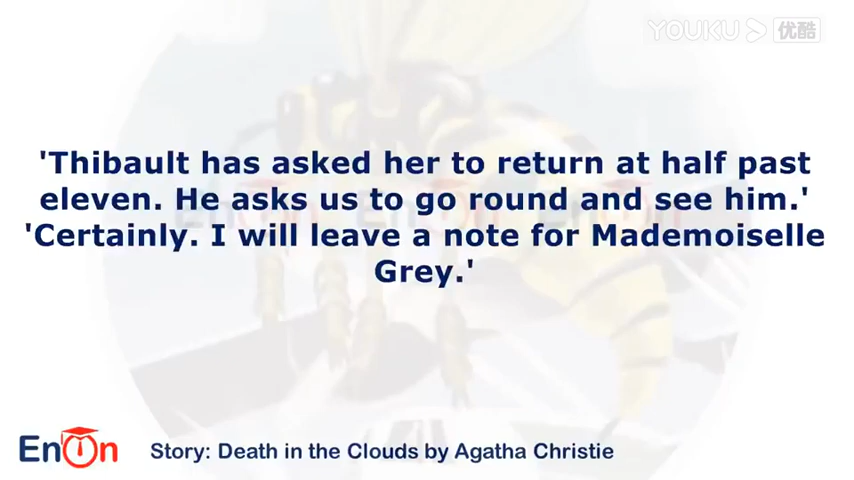 YOUKU 优酷
'Thibault has asked her to return at half past
eleven. He asks us to go round and see him.'
'Certainly. I will leave a note for Mademoiselle
Grey.'
EnOn
Story: Death in the Clouds by Agatha Christie